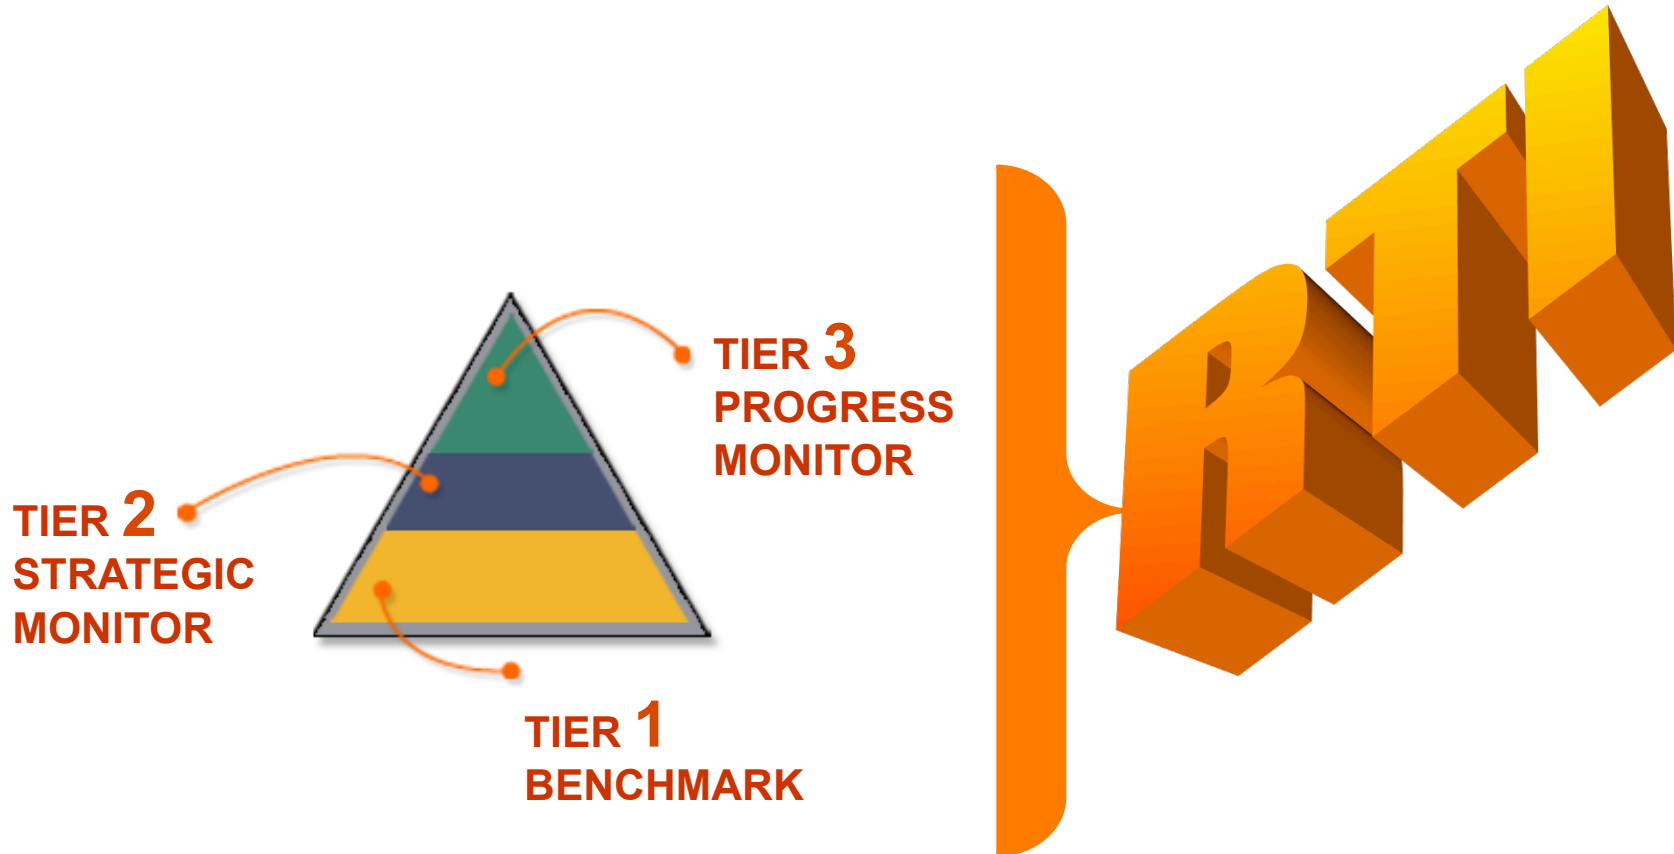 TIER 3
PROGRESS
MONITOR
TIER 2
STRATEGIC
MONITOR
TIER 1
BENCHMARK
RTI